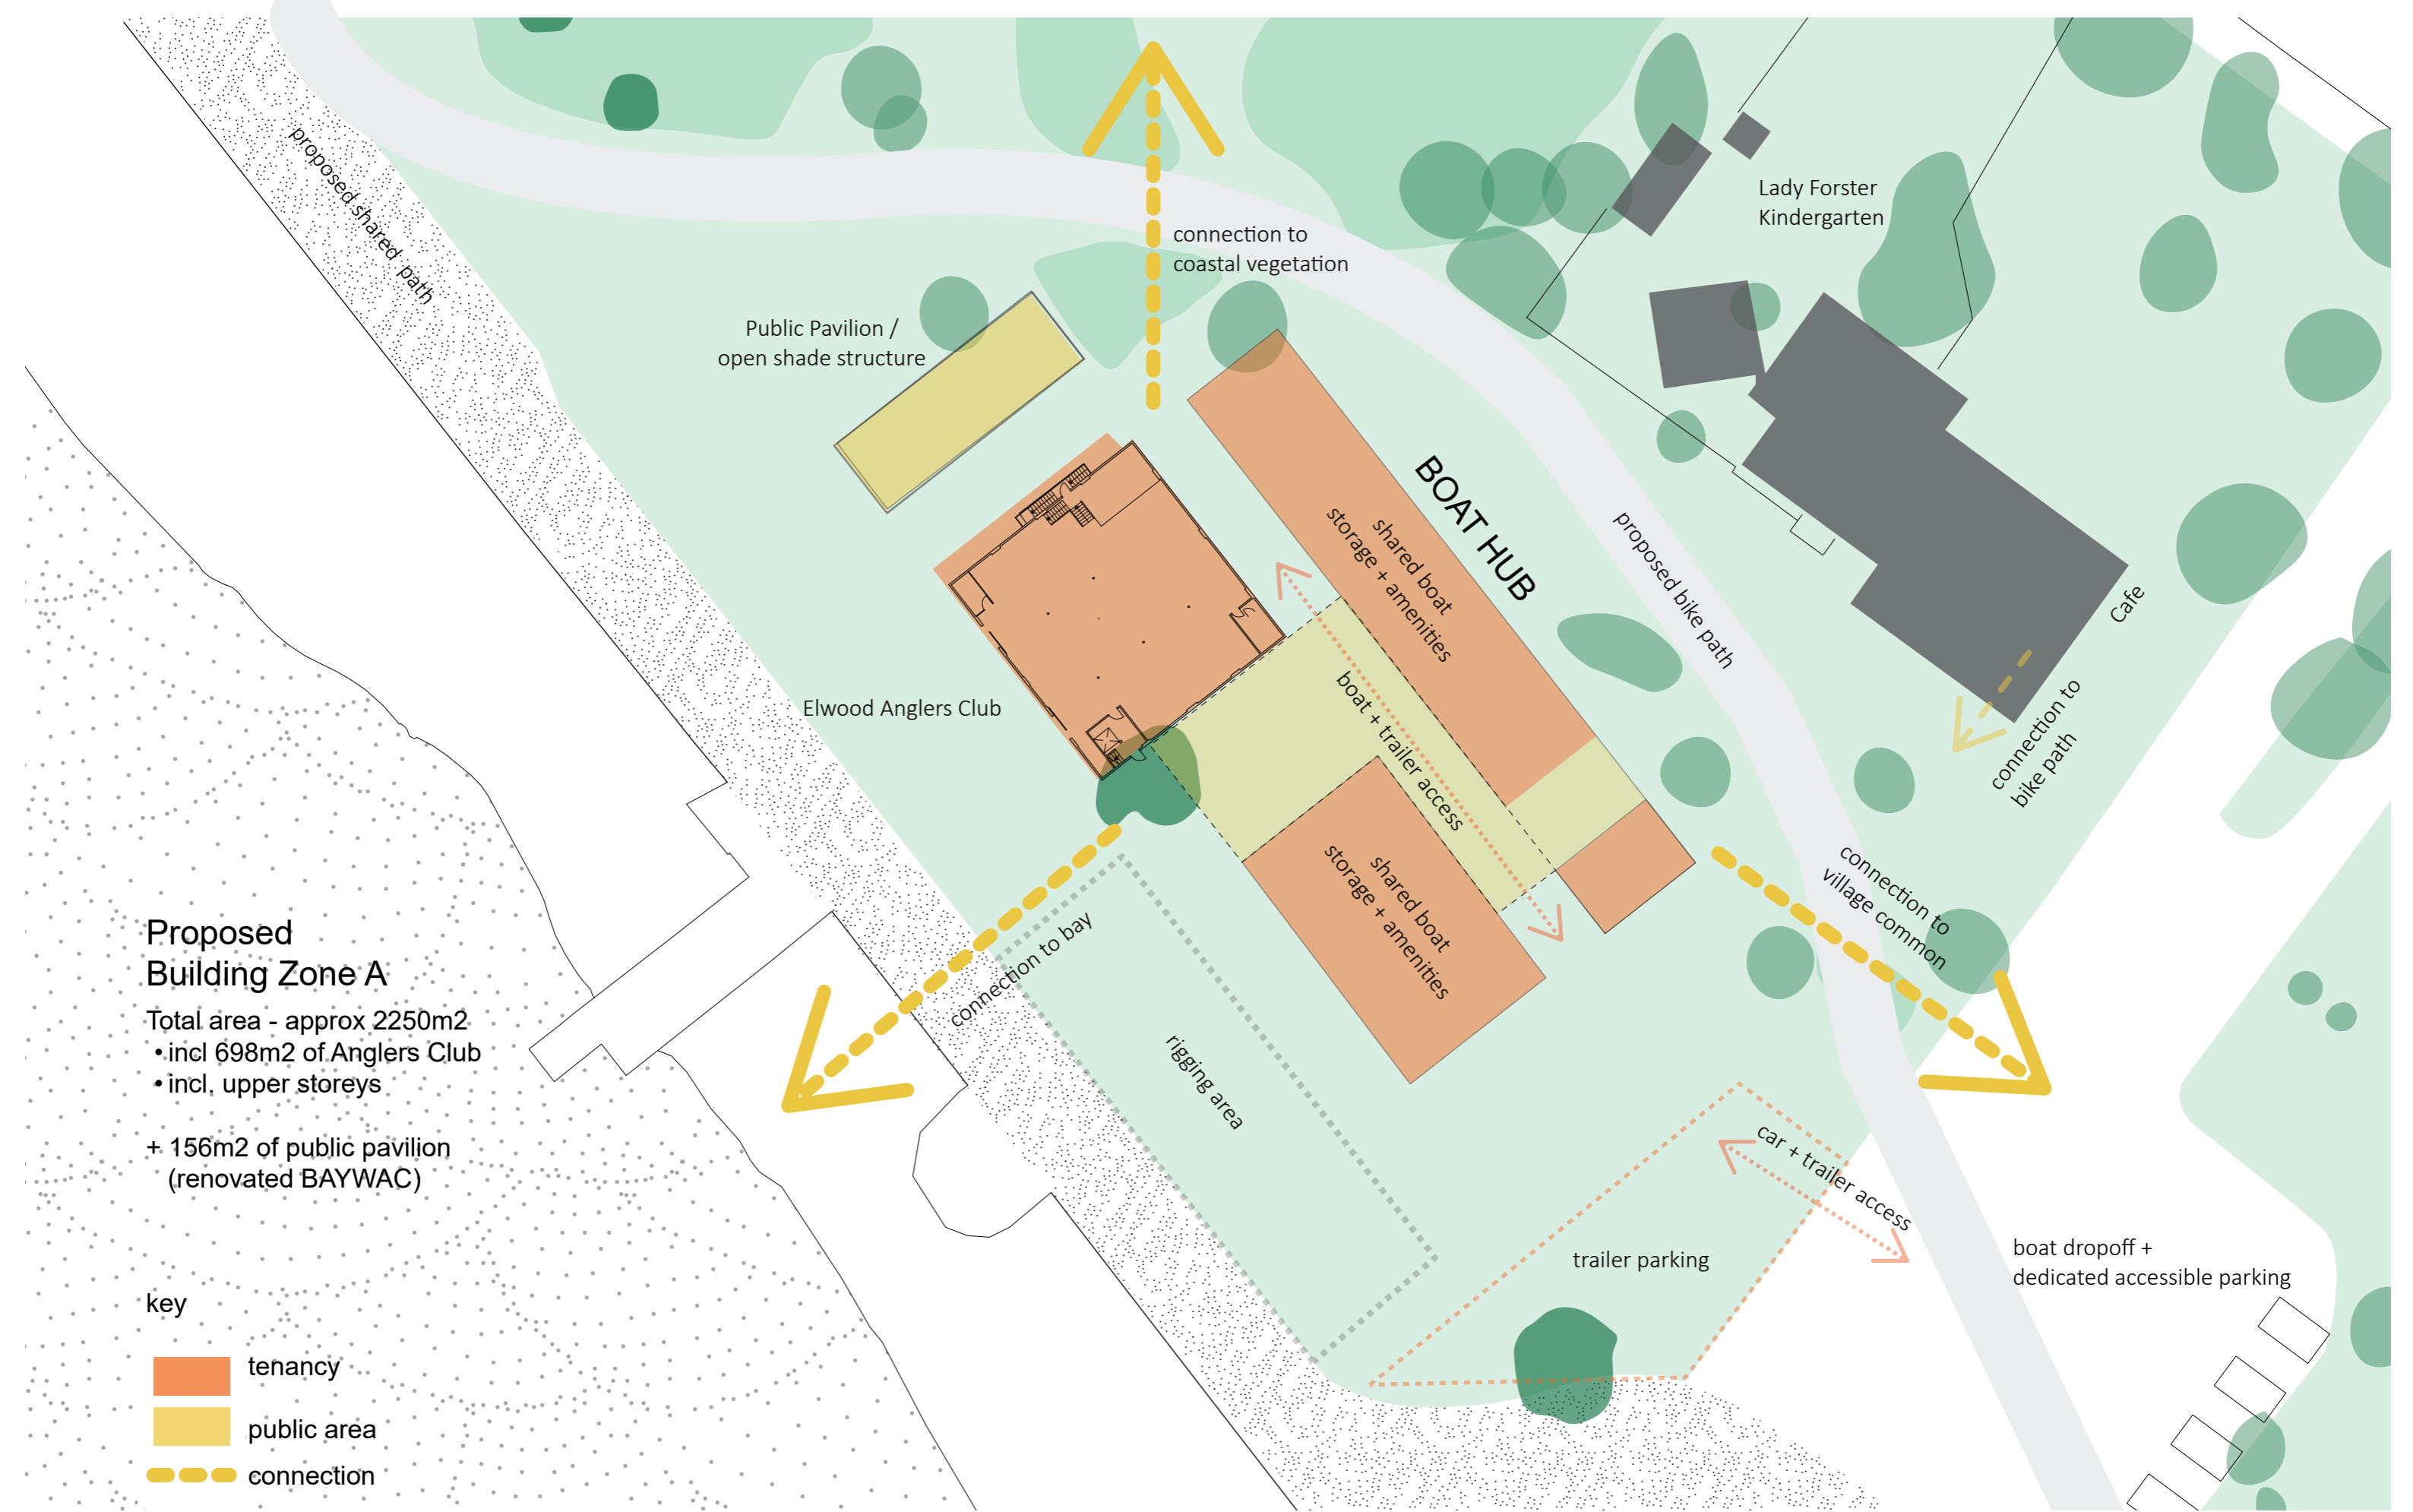 proposed shared path
connection to
coastal vegetation
Lady Forster
Kindergarten
Public Pavilion /
open shade structure
BOAT HUB
shared boat
storage + amenities
proposed bike path
Cafe
connection to
bike path
boat + trailer access
Elwood Anglers Club
shared boat
storage + amenities
connection to
village common
connection to bay
rigging area
car + trailer access
trailer parking
boat dropoff +
dedicated accessible parking
Proposed
Building Zone A
Total area - approx 2250m2
• incl 698m2 of Anglers Club
• incl. upper storeys
+ 156m2 of public pavilion
(renovated BAYWAC)
key
tenancy
public area
connection